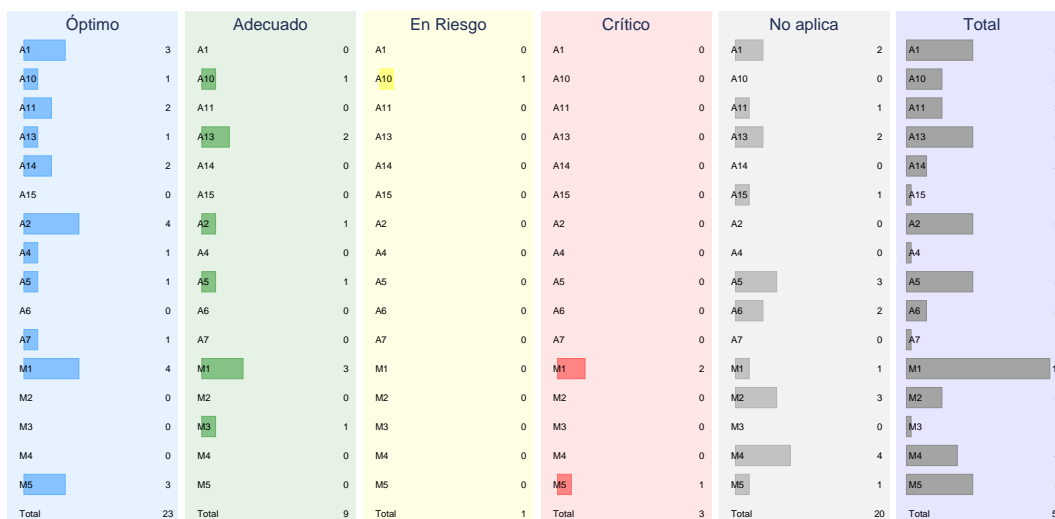 Óptimo Adecuado En Riesgo Crítico No aplica Total
A1 3 A1 0 A1 0 A1 0 A1 2 A1
A10 1 A10 1 A10 1 A10 0 A10 0 A10
A11 2 A11 0 A11 0 A11 0 A11 1 A11
A13 1 A13 2 A13 0 A13 0 A13 2 A13
A14 2 A14 0 A14 0 A14 0 A14 0 A14
A15 0 A15 0 A15 0 A15 0 A15 1 A15
A2 4 A2 1 A2 0 A2 0 A2 0 A2
A4 1 A4 0 A4 0 A4 0 A4 0 A4
A5 1 A5 1 A5 0 A5 0 A5 3 A5
A6 0 A6 0 A6 0 A6 0 A6 2 A6
A7 1 A7 0 A7 0 A7 0 A7 0 A7
M1 4 M1 3 M1 0 M1 2 M1 1 M1
M2 0 M2 0 M2 0 M2 0 M2 3 M2
M3 0 M3 1 M3 0 M3 0 M3 0 M3
M4 0 M4 0 M4 0 M4 0 M4 4 M4
M5 3 M5 0 M5 0 M5 1 M5 1 M5
Total 23 Total 9 Total 1 Total 3 Total 20 Total